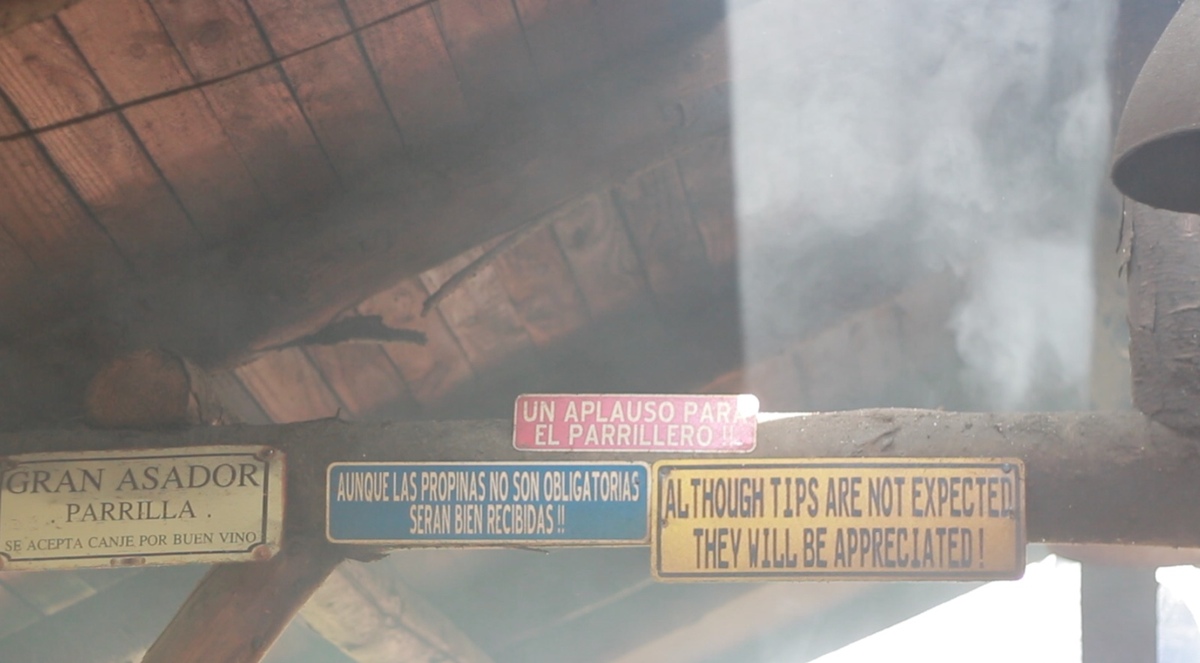 UN APLAUSO PARA
EL PARRILLERO !!
GRAN ASADOR
. PARRILLA .
SE ACEPTA CANJE POR BUEN VINO
AUNQUE LAS PROPINAS NO SON OBLIGATORIAS
SERAN BIEN RECIBIDAS !!
ALTHOUGH TIPS ARE NOT EXPECTED
THEY WILL BE APPRECIATED !